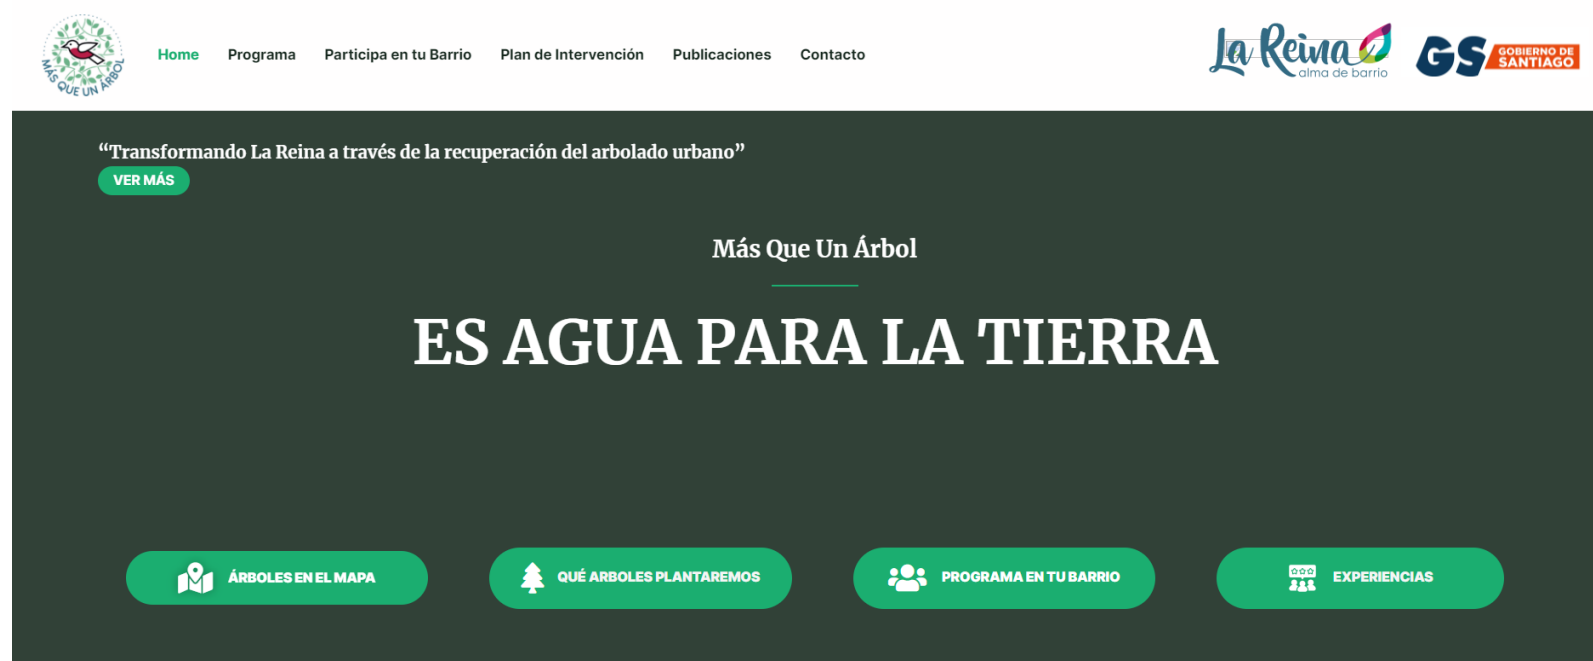 MÁS QUE UN ÁRBOL
Home Programa Participa en tu Barrio Plan de Intervención Publicaciones Contacto
La Reina
alma de barrio
GS GOBIERNO DE
SANTIAGO
“Transformando La Reina a través de la recuperación del arbolado urbano”
VER MÁS
Más Que Un Árbol
ES AGUA PARA LA TIERRA
ÁRBOLES EN EL MAPA
QUÉ ARBOLES PLANTAREMOS
PROGRAMA EN TU BARRIO
EXPERIENCIAS